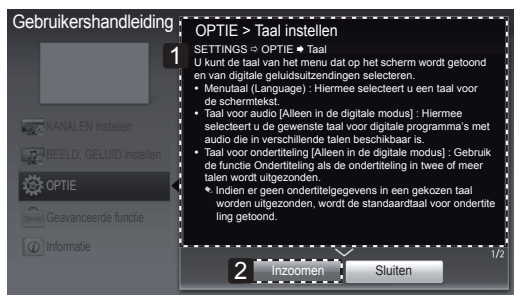 Gebruikershandleiding
KANALEN instellen
BEELD. GELUID instellen
OPTIE
Geavanceerde functie
Informatie
1
OPTIE > Taal instellen
SETTINGS ⇨ OPTIE ➡ Taal
U kunt de taal van het menu dat op het scherm wordt getoond
en van digitale geluidsuitzendingen selecteren.
• Menutaal (Language) : Hiermee selecteert u een taal voor
de schermtekst.
• Taal voor audio [Alleen in de digitale modus] : Hiermee
selecteert u de gewenste taal voor digitale programma's met
audio die in verschillende talen beschikbaar is.
• Taal voor ondertiteling [Alleen in de digitale modus] : Gebruik
de functie Ondertiteling als de ondertiteling in twee of meer
talen wordt uitgezonden.
✎ Indien er geen ondertitelgegevens in een gekozen taal
worden uitgezonden, wordt de standaardtaal voor ondertite
ling getoond.
1/2
2
Inzoomen
Sluiten